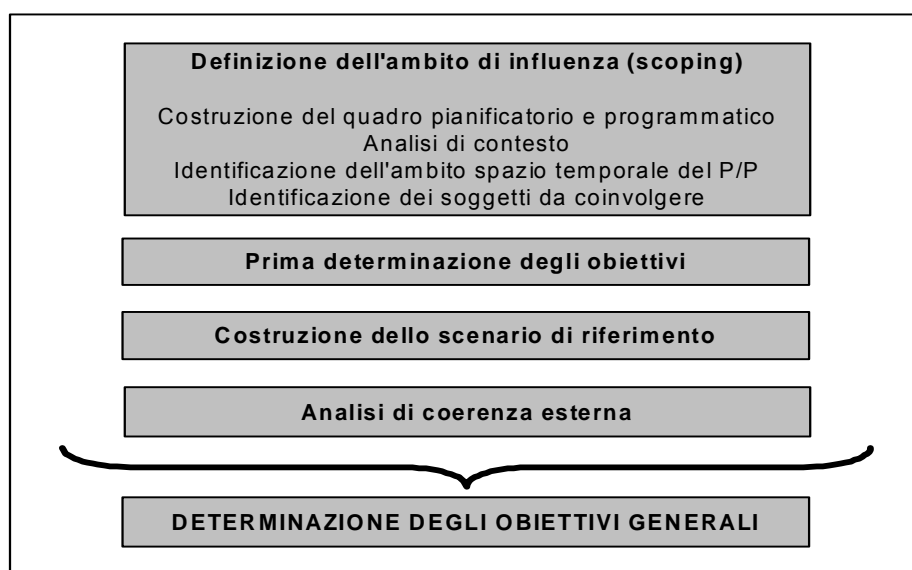 Definizione dell'ambito di influenza (scoping)
Costruzione del quadro pianificatorio e programmatico
Analisi di contesto
Identificazione dell'ambito spazio temporale del P/P
Identificazione dei soggetti da coinvolgere
Prima determinazione degli obiettivi
Costruzione dello scenario di riferimento
Analisi di coerenza esterna
DETERMINAZIONE DEGLI OBIETTIVI GENERALI